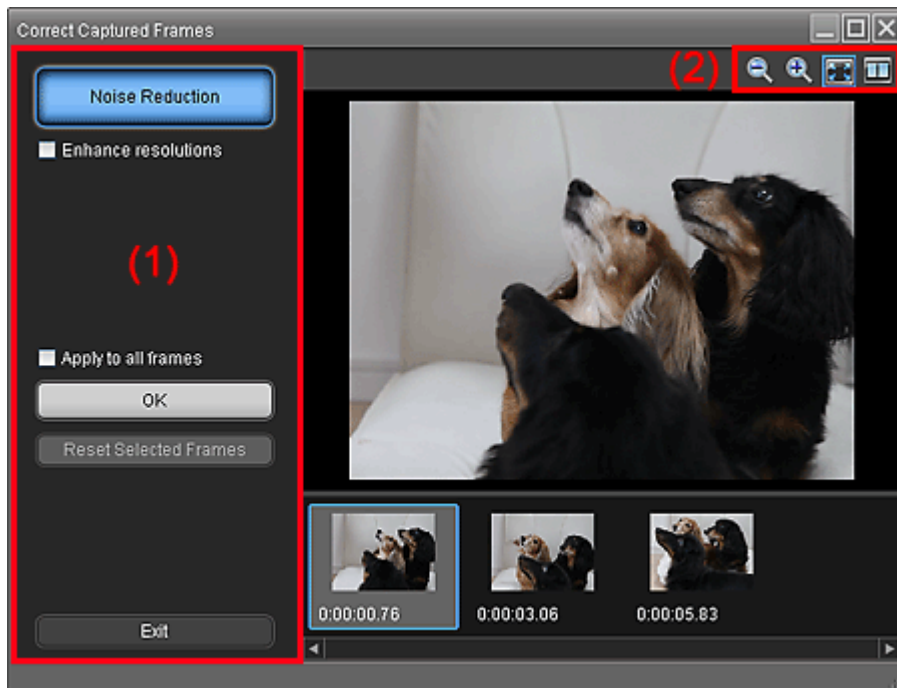 Correct Captured Frames
(2)
Noise Reduction
Enhance resolutions
(1)
Apply to all frames
OK
Reset Selected Frames
0:00:00.76
0:00:03.06
0:00:05.83
Exit